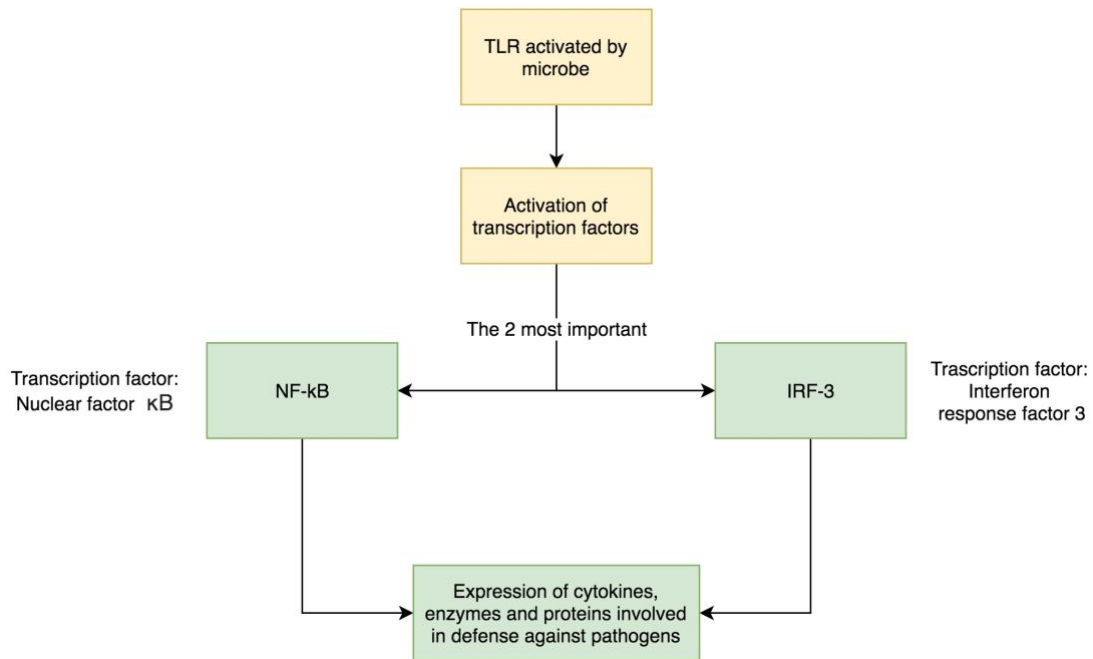 TLR activated by
microbe
Activation of
transcription factors
The 2 most important
Transcription factor:
Nuclear factor κB
NF-kB
IRF-3
Trascription factor:
Interferon
response factor 3
Expression of cytokines,
enzymes and proteins involved
in defense against pathogens